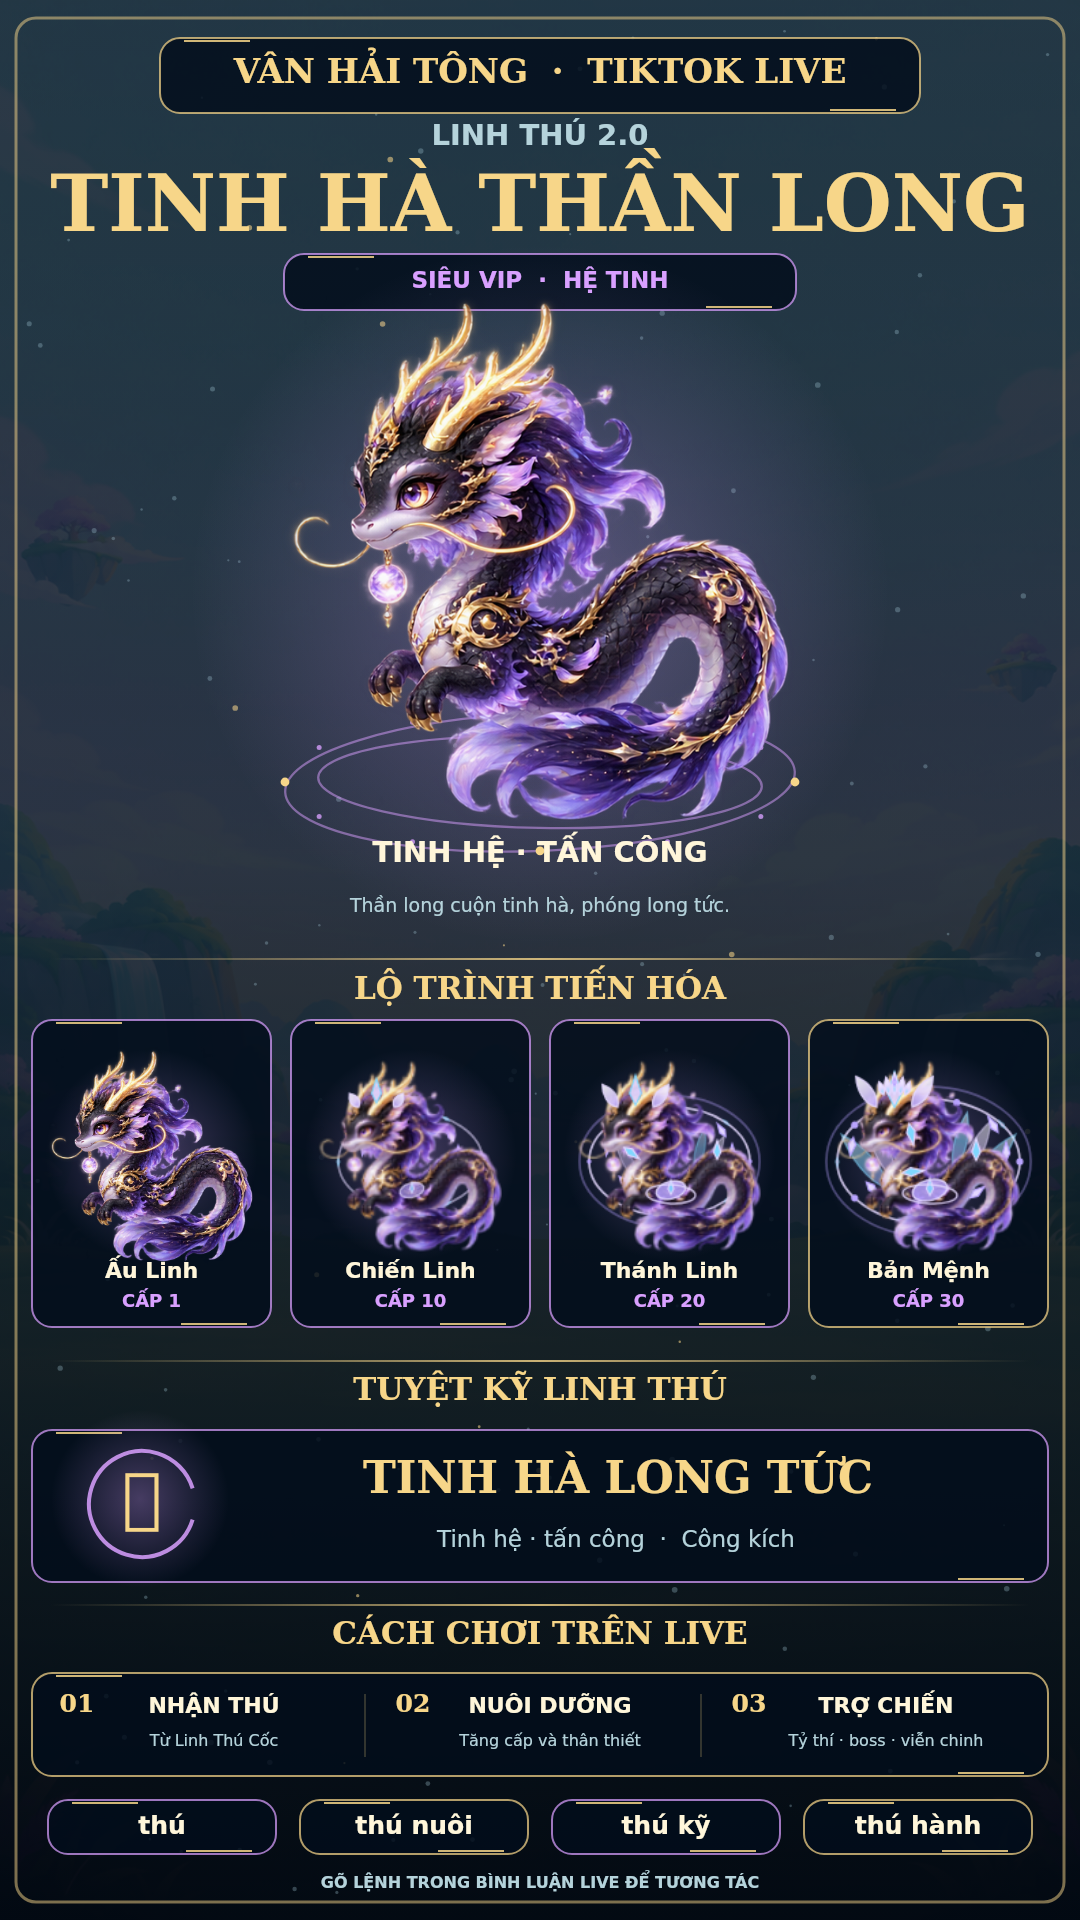 VÂN HẢI TÔNG · TIKTOK LIVE
LINH THÚ 2.0
TINH HÀ THẦN LONG
SIÊU VIP · HỆ TINH
TINH HỆ · TẤN CÔNG
Thần long cuộn tinh hà, phóng long tức.
LỘ TRÌNH TIẾN HÓA
Ấu Linh
CẤP 1
Chiến Linh
CẤP 10
Thánh Linh
CẤP 20
Bản Mệnh
CẤP 30
TUYỆT KỸ LINH THÚ
TINH HÀ LONG TỨC
Tinh hệ · tấn công · Công kích
CÁCH CHƠI TRÊN LIVE
01 NHẬN THÚ
Từ Linh Thú Cốc
02 NUÔI DƯỠNG
Tăng cấp và thân thiết
03 TRỢ CHIẾN
Tỷ thí · boss · viễn chinh
thú
thú nuôi
thú kỹ
thú hành
GÕ LỆNH TRONG BÌNH LUẬN LIVE ĐỂ TƯƠNG TÁC